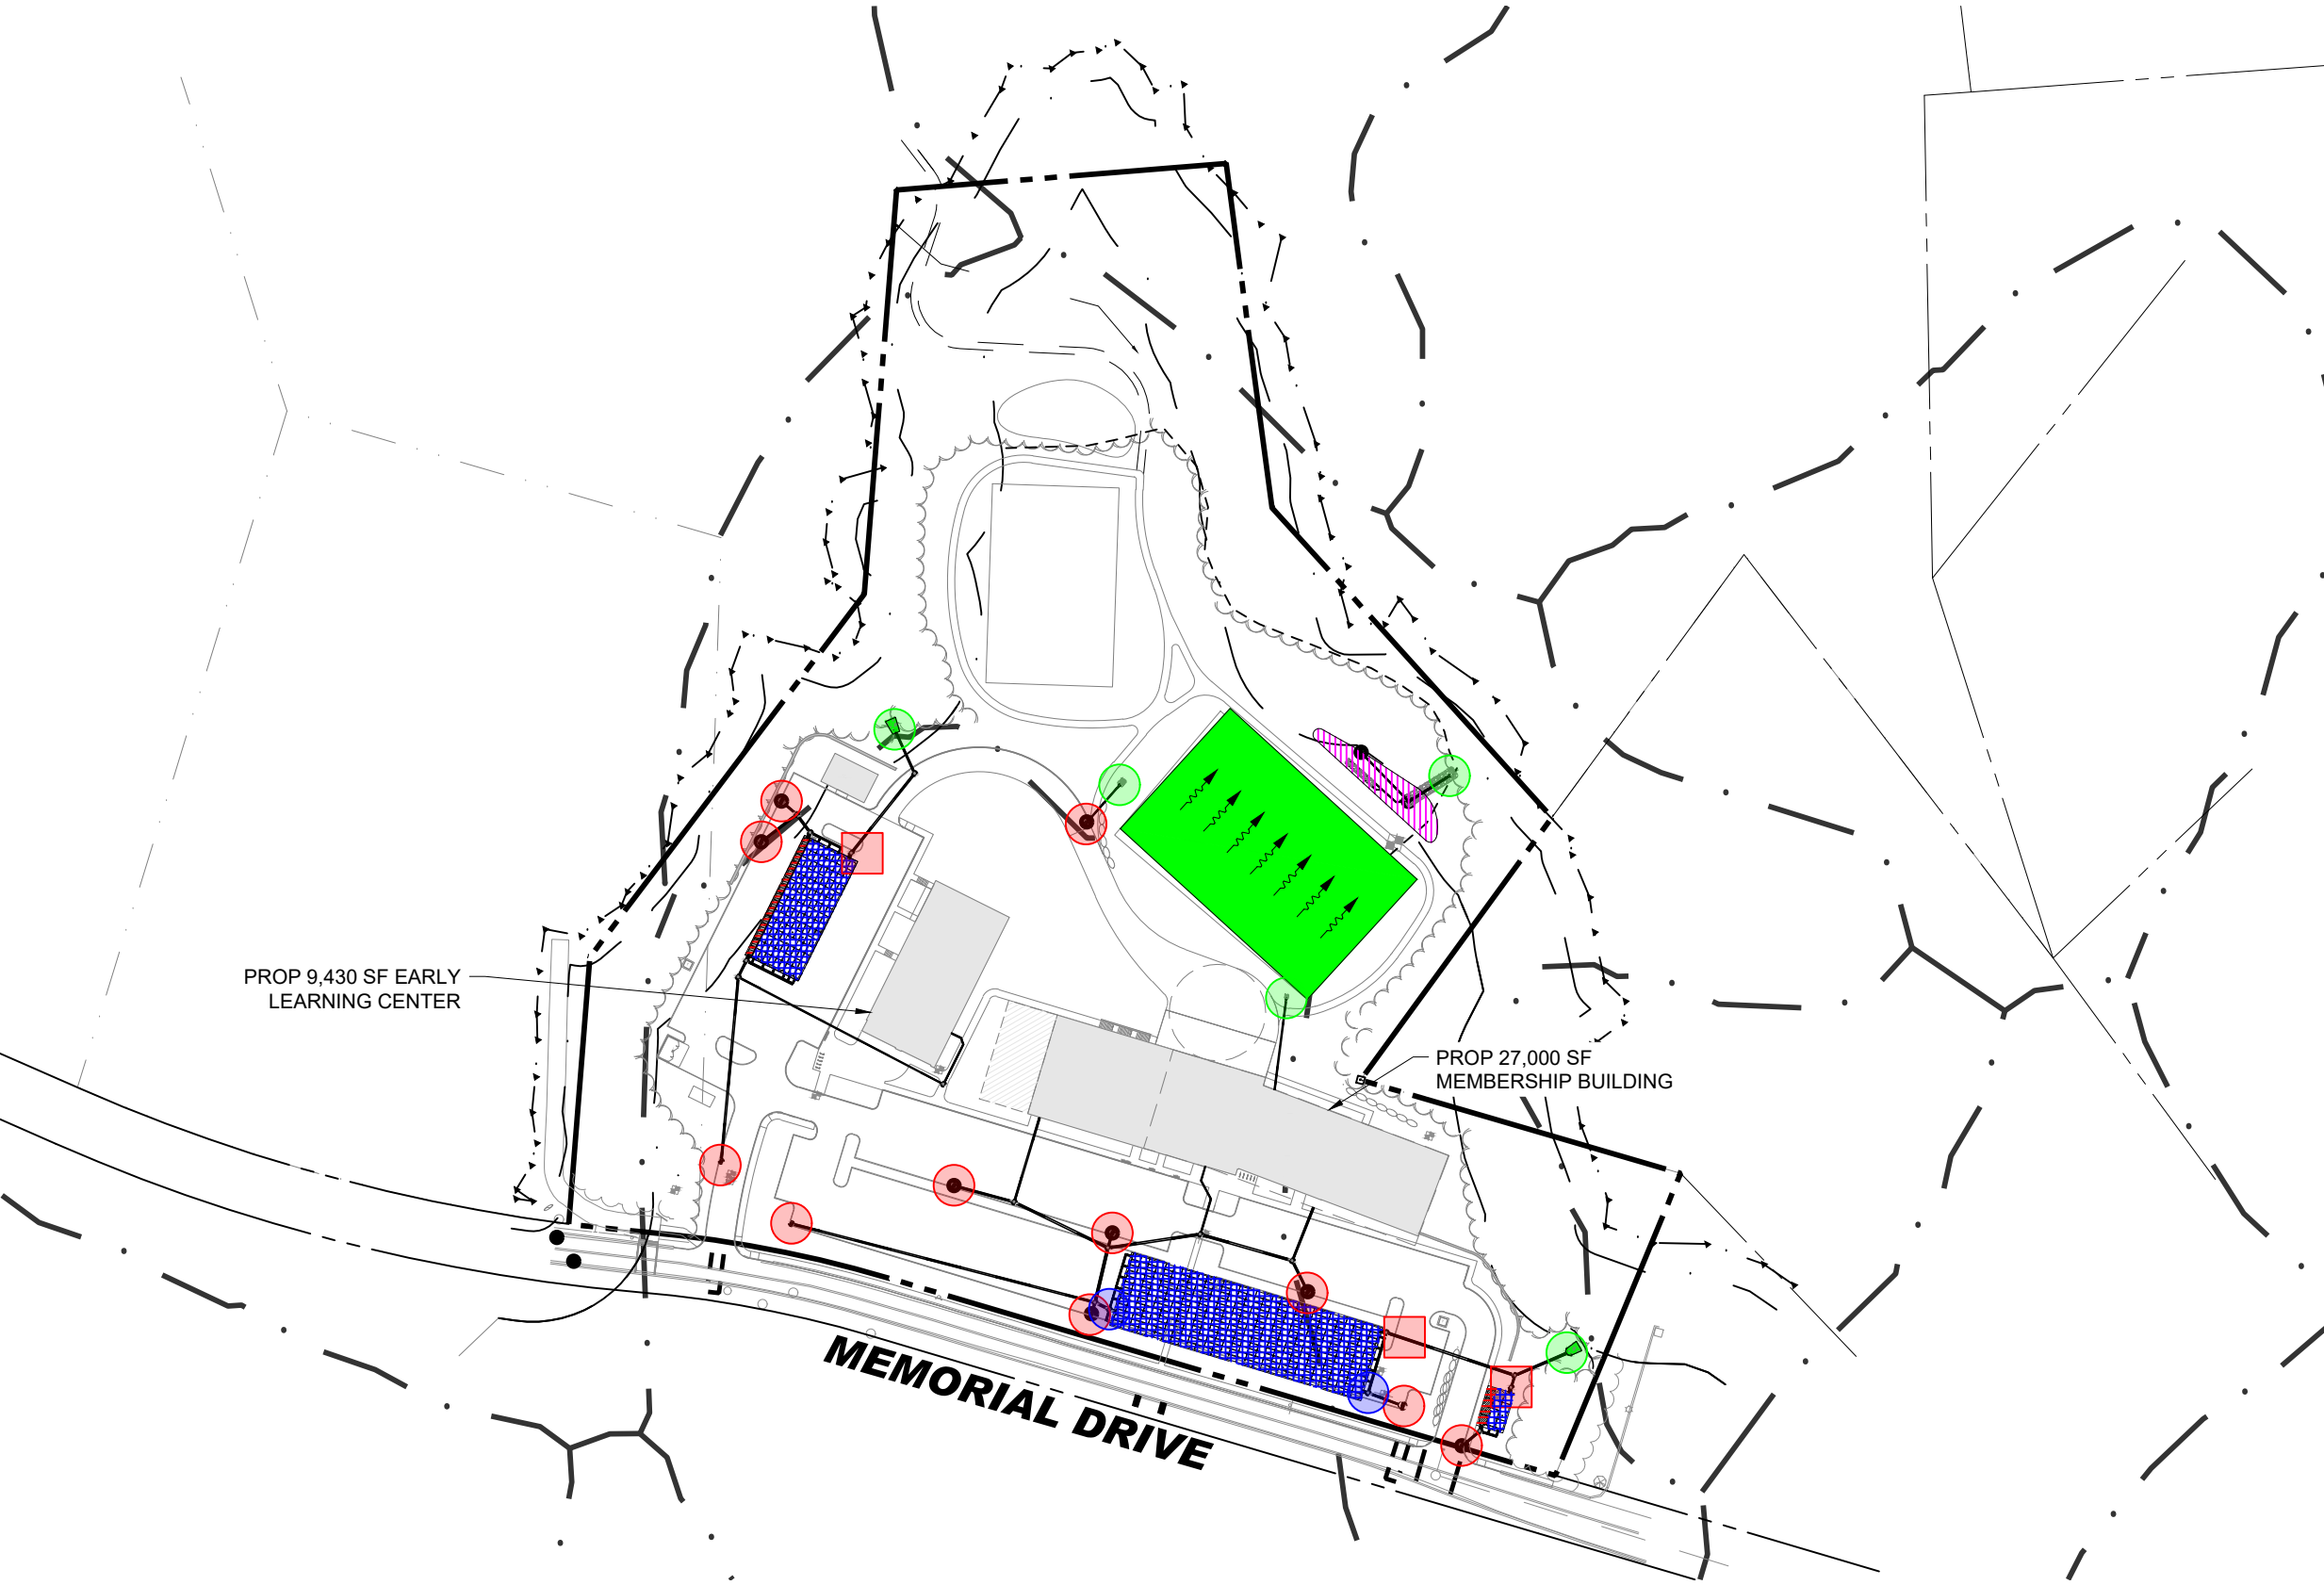 PROP 9,430 SF EARLY
LEARNING CENTER
PROP 27,000 SF
MEMBERSHIP BUILDING
MEMORIAL DRIVE